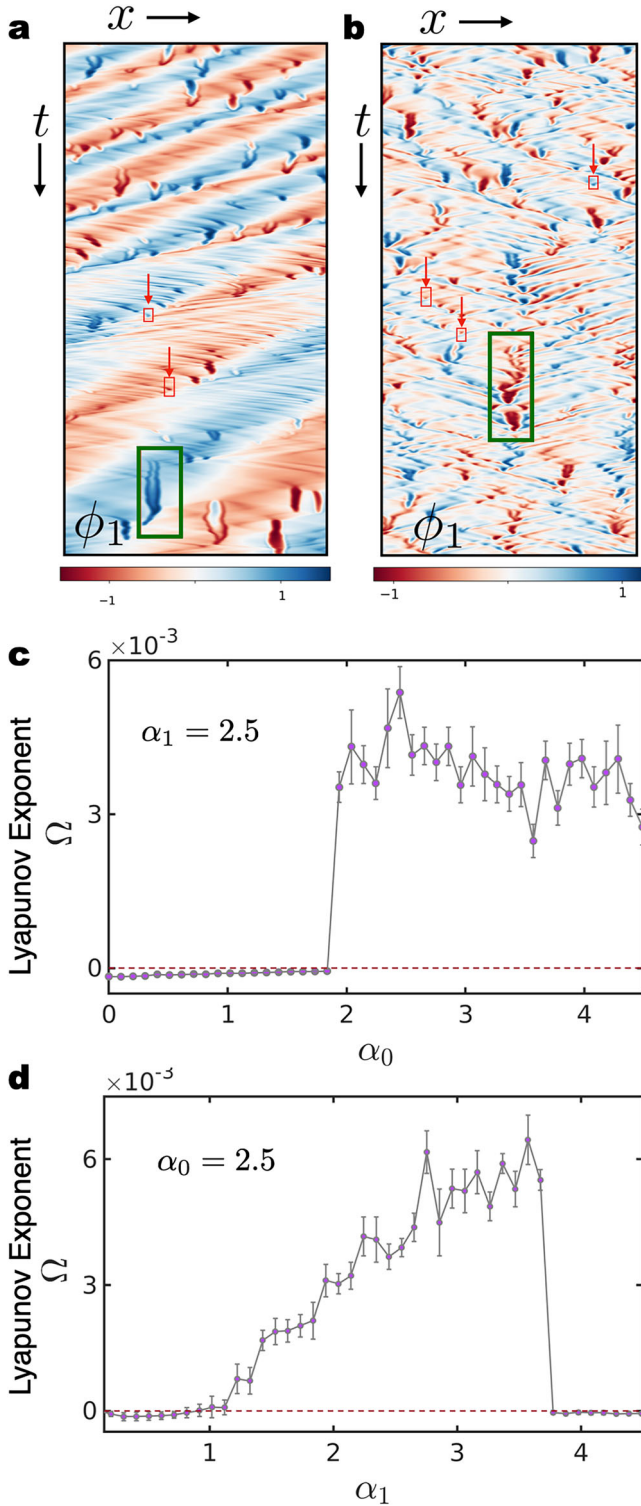 a
x
b
x
t
t
ϕ₁
ϕ₁
−1
1
−1
1
c
×10⁻³
6
3
0
α₁ = 2.5
Lyapunov Exponent
Ω
0
1
2
3
4
α₀
d
×10⁻³
6
3
0
α₀ = 2.5
Lyapunov Exponent
Ω
1
2
3
4
α₁